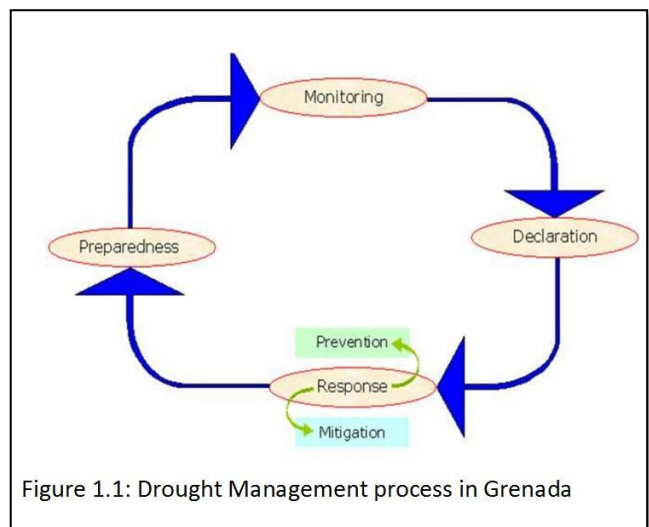 Monitoring
Declaration
Preparedness
Prevention
Response
Mitigation
Figure 1.1: Drought Management process in Grenada